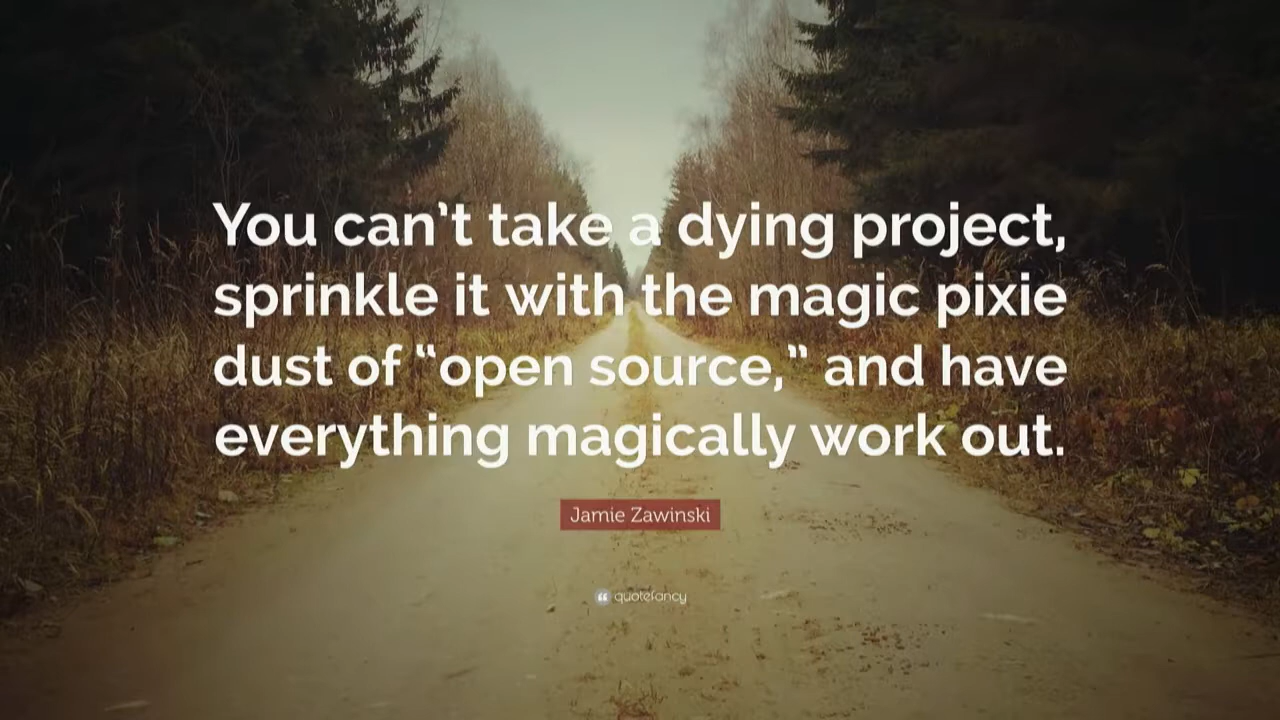 You can’t take a dying project,
sprinkle it with the magic pixie
dust of “open source,” and have
everything magically work out.
Jamie Zawinski
quotefancy